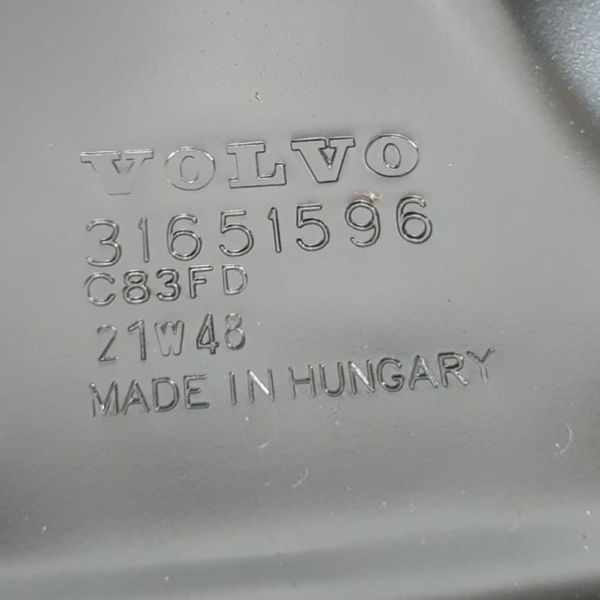 VOLVO
31651596
C83FD
21W48
MADE IN HUNGARY